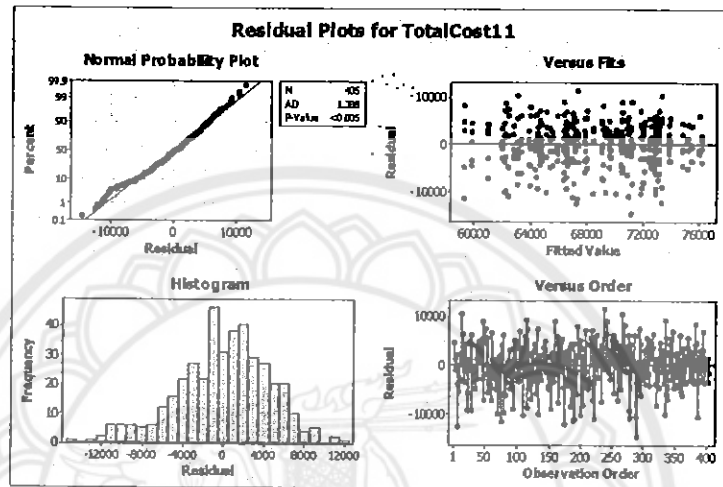 Residual Plots for TotalCost11
Normal Probability Plot
99.9
99
90
50
10
1
0.1
Percent
-10000
0
10000
Residual
N 405
AD
P-Value <0.005
Versus Fits
10000
0
-10000
Residual
60000
64000
68000
72000
76000
Fitted Value
Histogram
40
30
20
10
0
Frequency
-12000
-8000
-4000
0
4000
8000
12000
Residual
Versus Order
10000
0
-10000
Residual
1
50
100
150
200
250
300
350
400
Observation Order